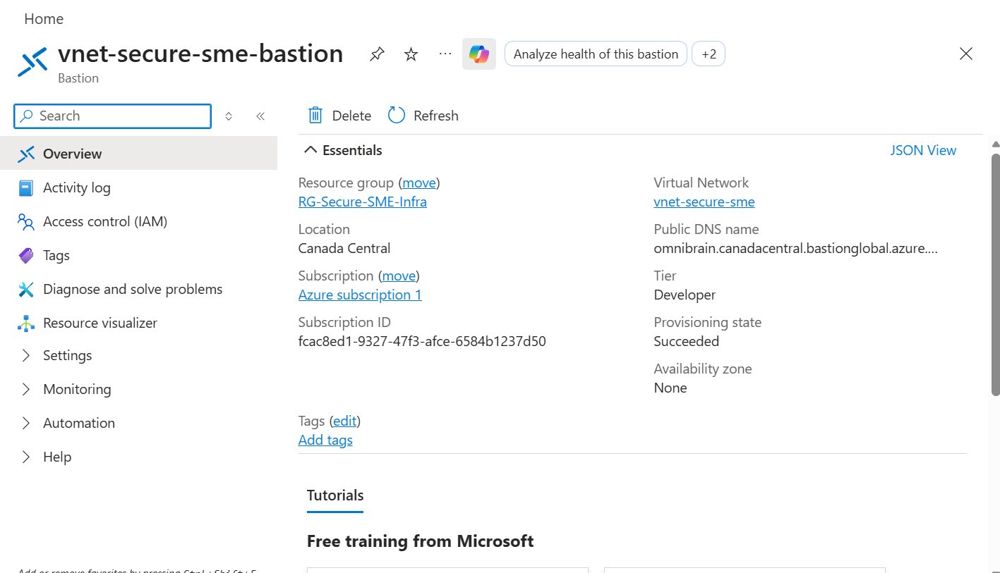 Home
vnet-secure-sme-bastion
Analyze health of this bastion
+2
Bastion
Search
Delete
Refresh
Overview
Activity log
Access control (IAM)
Tags
Diagnose and solve problems
Resource visualizer
Settings
Monitoring
Automation
Help
Essentials
JSON View
Resource group (move)
RG-Secure-SME-Infra
Location
Canada Central
Subscription (move)
Azure subscription 1
Subscription ID
fcac8ed1-9327-47f3-afce-6584b1237d50
Virtual Network
vnet-secure-sme
Public DNS name
omnibrain.canadacentral.bastionglobal.azure....
Tier
Developer
Provisioning state
Succeeded
Availability zone
None
Tags (edit)
Add tags
Tutorials
Free training from Microsoft
Add or remove favorites by pressing Ctrl+Shift+F